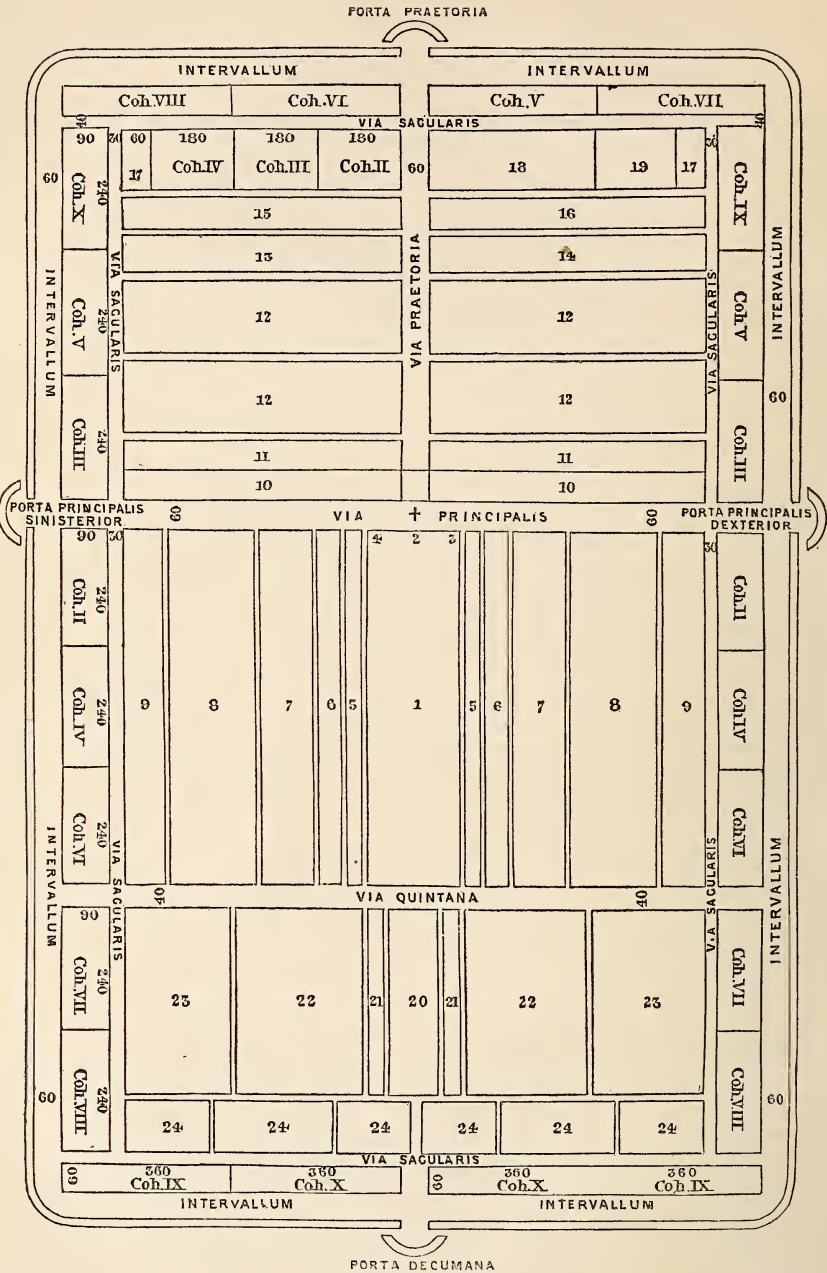 PORTA PRAETORIA
INTERVALLUM INTERVALLUM
Coh.VIII Coh.VI Coh.V Coh.VII
VIA SAGULARIS
40 40
90 30 60 180 180 180 30
17 Coh.IV Coh.III Coh.II 60 18 19 17
60 Coh.X 240 Coh.IX
15 16
13 14
INTERVALLUM VIA SAGULARIS VIA PRAETORIA VIA SAGULARIS INTERVALLUM
Coh.V 240 12 12 Coh.V
12 12 60
Coh.III 240 Coh.III
11 11
10 10
PORTA PRINCIPALIS SINISTERIOR 60 VIA + PRINCIPALIS 60 PORTA PRINCIPALIS DEXTERIOR
90 30 4 2 3 30
Coh.II 240 Coh.II
Coh.IV 240 9 8 7 6 5 1 5 6 7 8 9 Coh.IV
Coh.VI 240 Coh.VI
INTERVALLUM VIA SAGULARIS VIA SAGULARIS INTERVALLUM
40 VIA QUINTANA 40
90
Coh.VII 240 23 22 21 20 21 22 23 Coh.VII
60 Coh.VIII 240 Coh.VIII 60
24 24 24 24 24 24
VIA SAGULARIS
60 360 360 60 360 360
Coh.IX Coh.X Coh.X Coh.IX
INTERVALLUM INTERVALLUM
PORTA DECUMANA